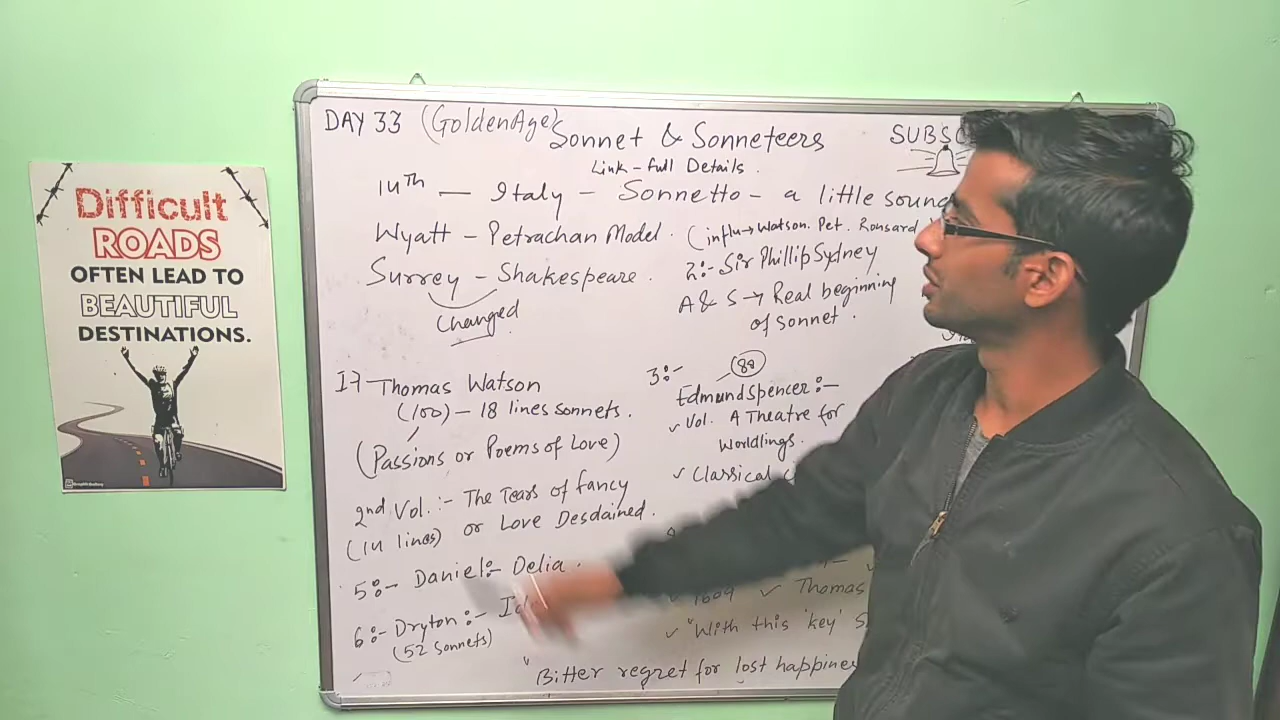 Difficult
ROADS
OFTEN LEAD TO
BEAUTIFUL
DESTINATIONS.
DAY 33 (GoldenAge) Sonnet & Sonneteers
SUBSC
Link - full Details.
14th — Italy - Sonnetto - a little sound
Wyatt - Petrachan Model.
Surrey - Shakespeare.
Changed
(influ→ Watson. Pet. Ronsard
2:- Sir Phillip Sydney
A & S → Real beginning
of sonnet.
17 Thomas Watson
(100) - 18 lines sonnets.
(Passions or Poems of Love)
2nd Vol. :- The Tears of fancy
(14 lines) or Love Desdained.
5:- Daniel:- Delia.
6:- Dryton:- Id
(52 Sonnets)
3:-
88
Edmund Spencer:-
✓ Vol. A Theatre for
Worldlings.
✓ Classical
✓ 1609 ✓ Thomas
✓ "With this 'key' S
"Bitter regret for lost happines